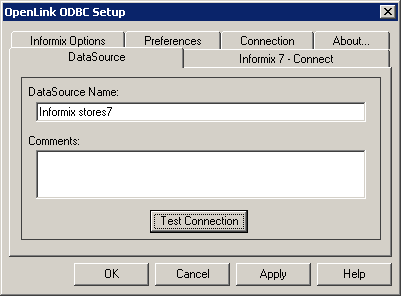 OpenLink ODBC Setup
Informix Options Preferences Connection About...
DataSource Informix 7 - Connect
DataSource Name:
Informix stores7
Comments:
Test Connection
OK Cancel Apply Help